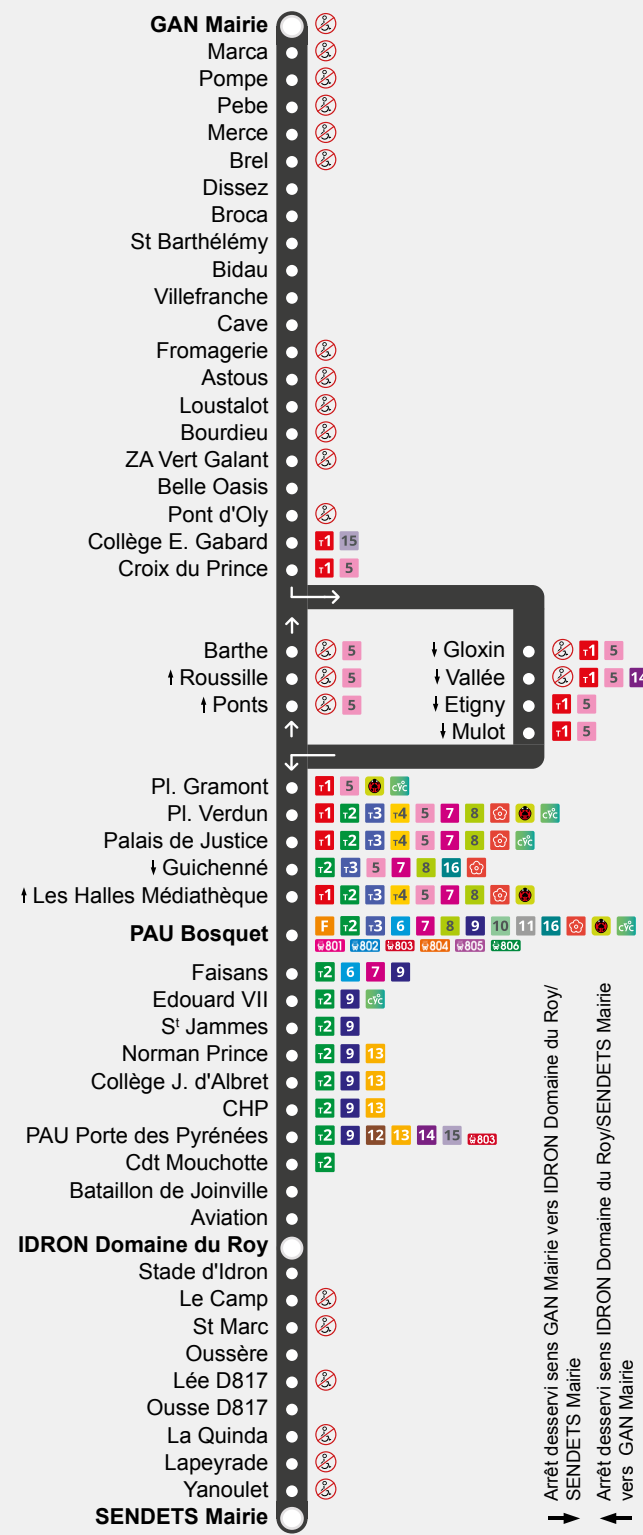 GAN Mairie
Marca
Pompe
Pebe
Merce
Brel
Dissez
Broca
St Barthélémy
Bidau
Villefranche
Cave
Fromagerie
Astous
Loustalot
Bourdieu
ZA Vert Galant
Belle Oasis
Pont d'Oly
Collège E. Gabard T1 15
Croix du Prince T1 5
Barthe 5
Roussille 5
Ponts 5
Gloxin T1 5
Vallée T1 5 14
Etigny T1 5
Mulot T1 5
Pl. Gramont T1 5 cyc
Pl. Verdun T1 T2 T3 T4 5 7 8 cyc
Palais de Justice T1 T2 T3 T4 5 7 8 cyc
Guichenné T2 T3 5 7 8 16
Les Halles Médiathèque T1 T2 T3 T4 5 7 8
PAU Bosquet F T2 T3 6 7 8 9 10 11 16 cyc
801 802 803 804 805 806
Faisans T2 6 7 9
Edouard VII T2 9 cyc
St Jammes T2 9
Norman Prince T2 9 13
Collège J. d'Albret T2 9 13
CHP T2 9 13
PAU Porte des Pyrénées T2 9 12 13 14 15 803
Cdt Mouchotte T2
Bataillon de Joinville
Aviation
IDRON Domaine du Roy
Stade d'Idron
Le Camp
St Marc
Oussère
Lée D817
Ousse D817
La Quinda
Lapeyrade
Yanoulet
SENDETS Mairie
Arrêt desservi sens GAN Mairie vers IDRON Domaine du Roy/
SENDETS Mairie
Arrêt desservi sens IDRON Domaine du Roy/SENDETS Mairie
vers GAN Mairie